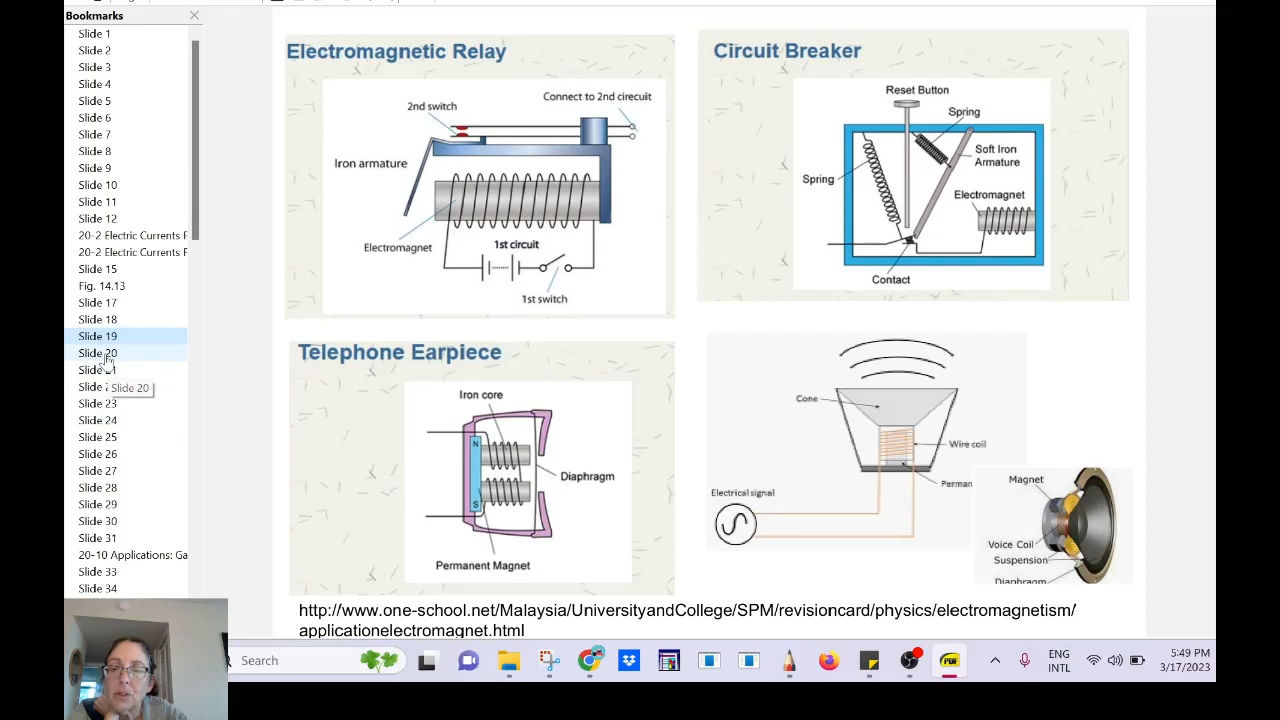 Bookmarks
Slide 1
Slide 2
Slide 3
Slide 4
Slide 5
Slide 6
Slide 7
Slide 8
Slide 9
Slide 10
Slide 11
Slide 12
20-2 Electric Currents F
20-2 Electric Currents F
Slide 15
Fig. 14.13
Slide 17
Slide 18
Slide 19
Slide 20
Slide 21
Slide
Slide 20
Slide 23
Slide 24
Slide 25
Slide 26
Slide 27
Slide 28
Slide 29
Slide 30
Slide 31
20-10 Applications: Ga
Slide 33
Slide 34
Electromagnetic Relay
2nd switch
Connect to 2nd cirecuit
Iron armature
Electromagnet
1st circuit
1st switch
Circuit Breaker
Reset Button
Spring
Soft Iron
Armature
Spring
Electromagnet
Contact
Telephone Earpiece
Iron core
N
S
Diaphragm
Permanent Magnet
Cone
Wire coil
Perman
Electrical signal
Magnet
Voice Coil
Suspension
Diaphragm
http://www.one-school.net/Malaysia/UniversityandCollege/SPM/revisioncard/physics/electromagnetism/
applicationelectromagnet.html
Search
PDF
ENG
INTL
5:49 PM
3/17/2023